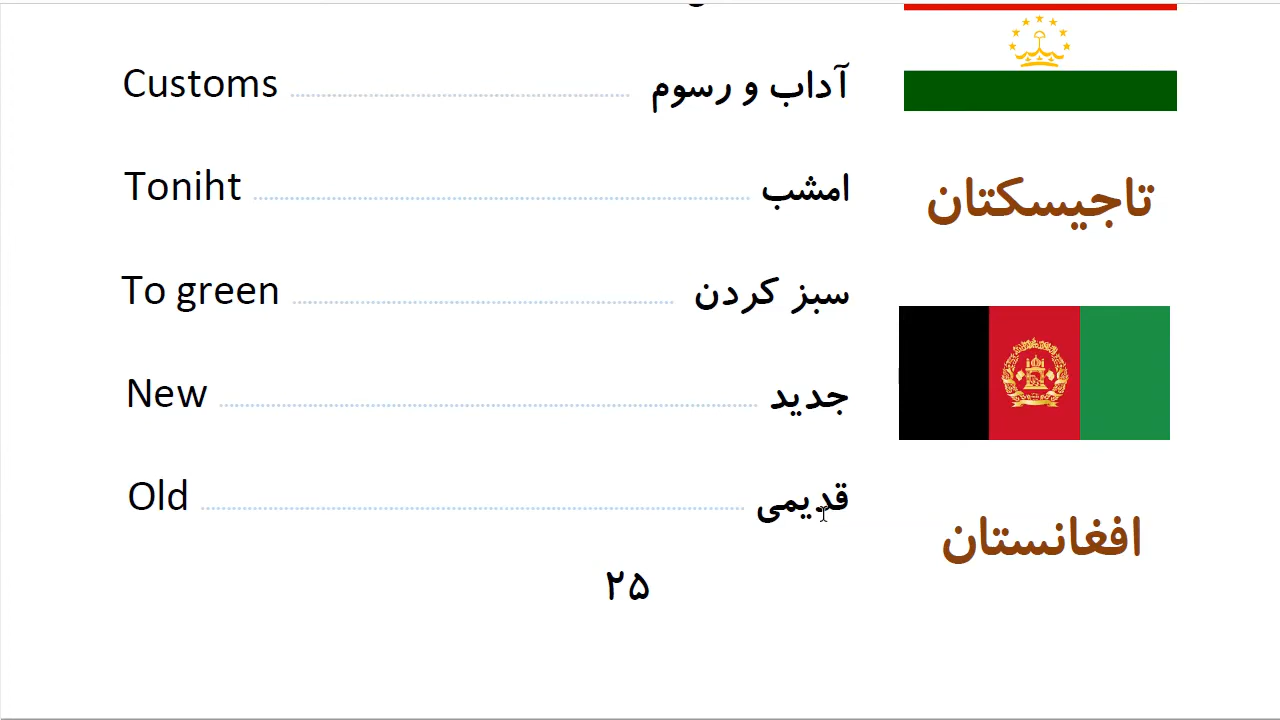 Customs ........ آداب و رسوم
Toniht ........ امشب
تاجیسکتان
To green ........ سبز کردن
New ........ جدید
Old ........ قدیمی
افغانستان
۲۵